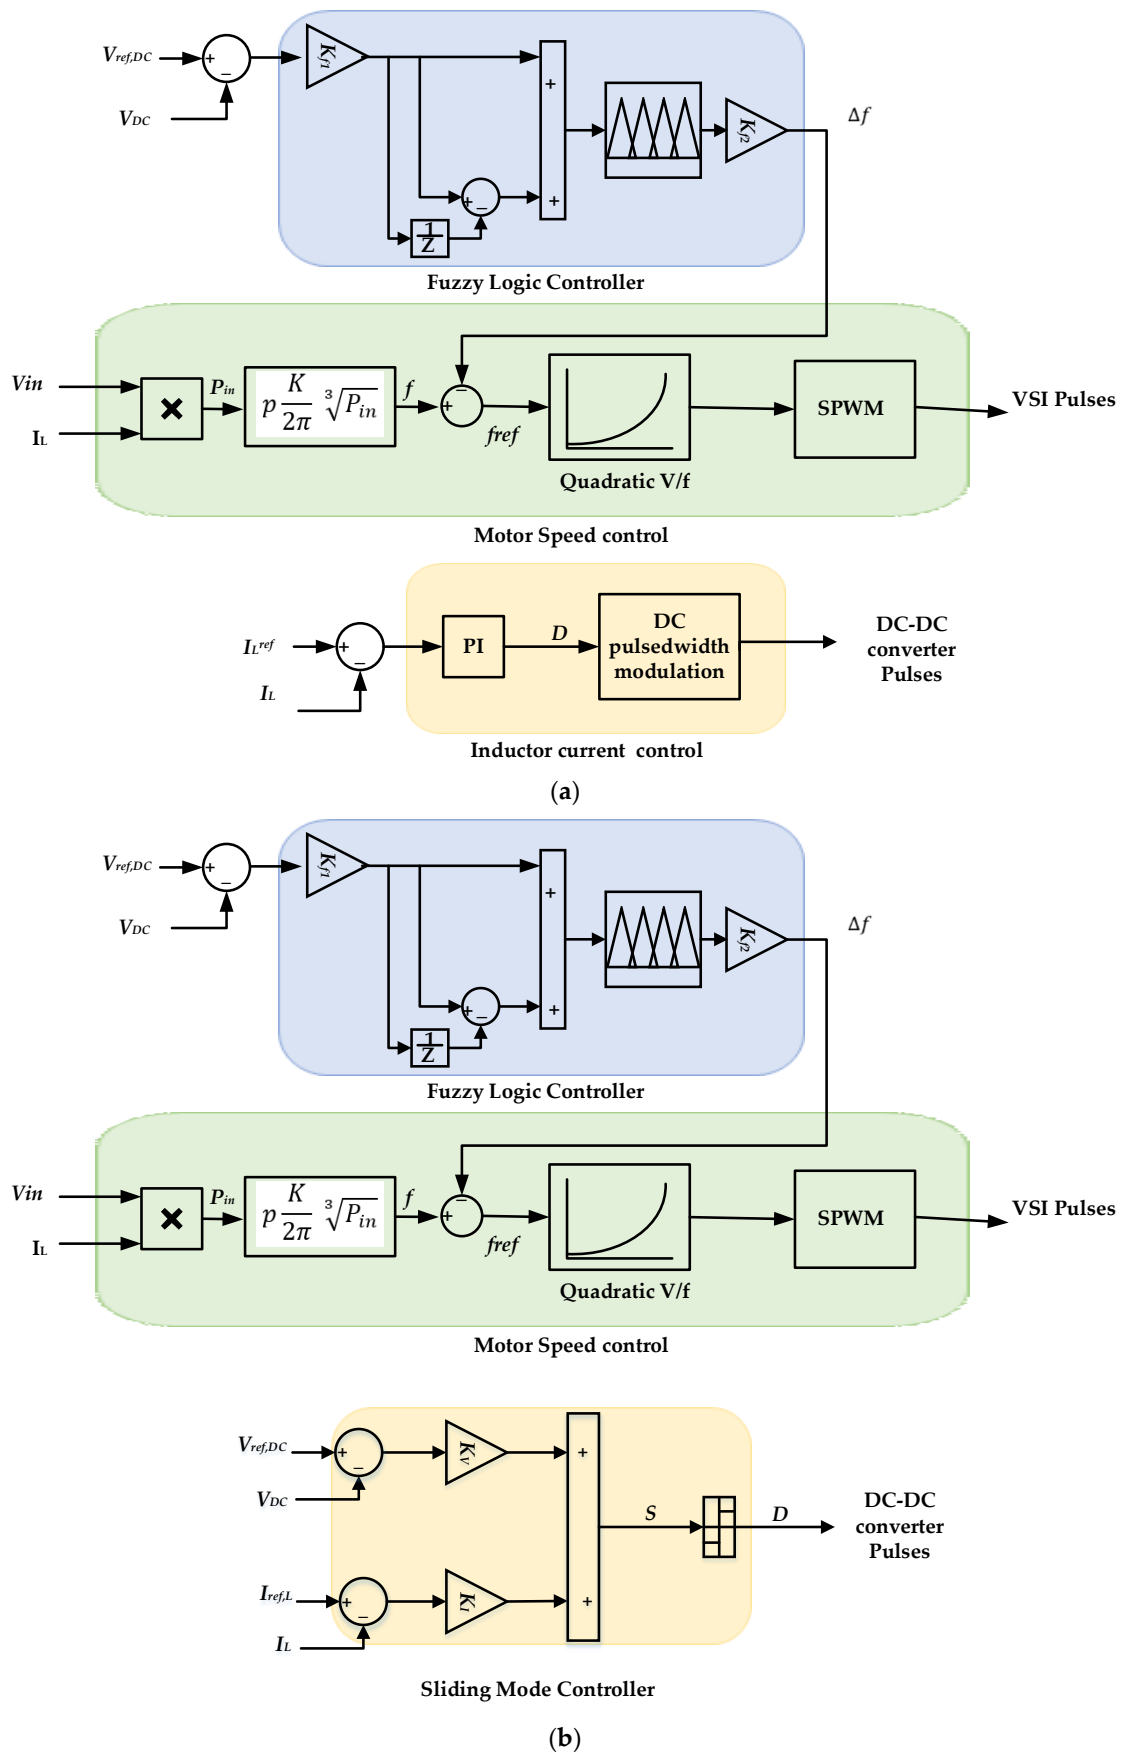 V_ref,DC
+
−
V_DC
K_f1
+
+
+
−
1
Z
K_f2
Δf
Fuzzy Logic Controller
Vin
I_L
×
P_in
p K/2π ∛P_in
f
+
−
fref
Quadratic V/f
SPWM
VSI Pulses
Motor Speed control
I_L^ref
+
−
I_L
PI
D
DC
pulsedwidth
modulation
DC-DC
converter
Pulses
Inductor current control
(a)
V_ref,DC
+
−
V_DC
K_f1
+
+
+
−
1
Z
K_f2
Δf
Fuzzy Logic Controller
Vin
I_L
×
P_in
p K/2π ∛P_in
f
+
−
fref
Quadratic V/f
SPWM
VSI Pulses
Motor Speed control
V_ref,DC
+
−
V_DC
K_V
+
I_ref,L
+
−
I_L
K_I
+
S
D
DC-DC
converter
Pulses
Sliding Mode Controller
(b)